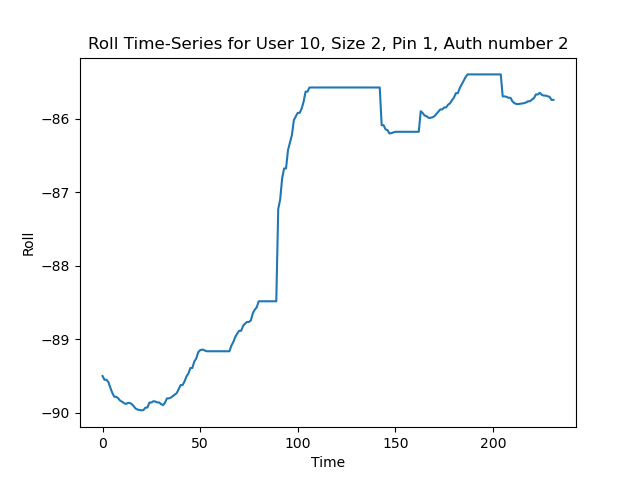 Roll Time-Series for User 10, Size 2, Pin 1, Auth number 2
−86
−87
−88
−89
−90
Roll
0 50 100 150 200
Time